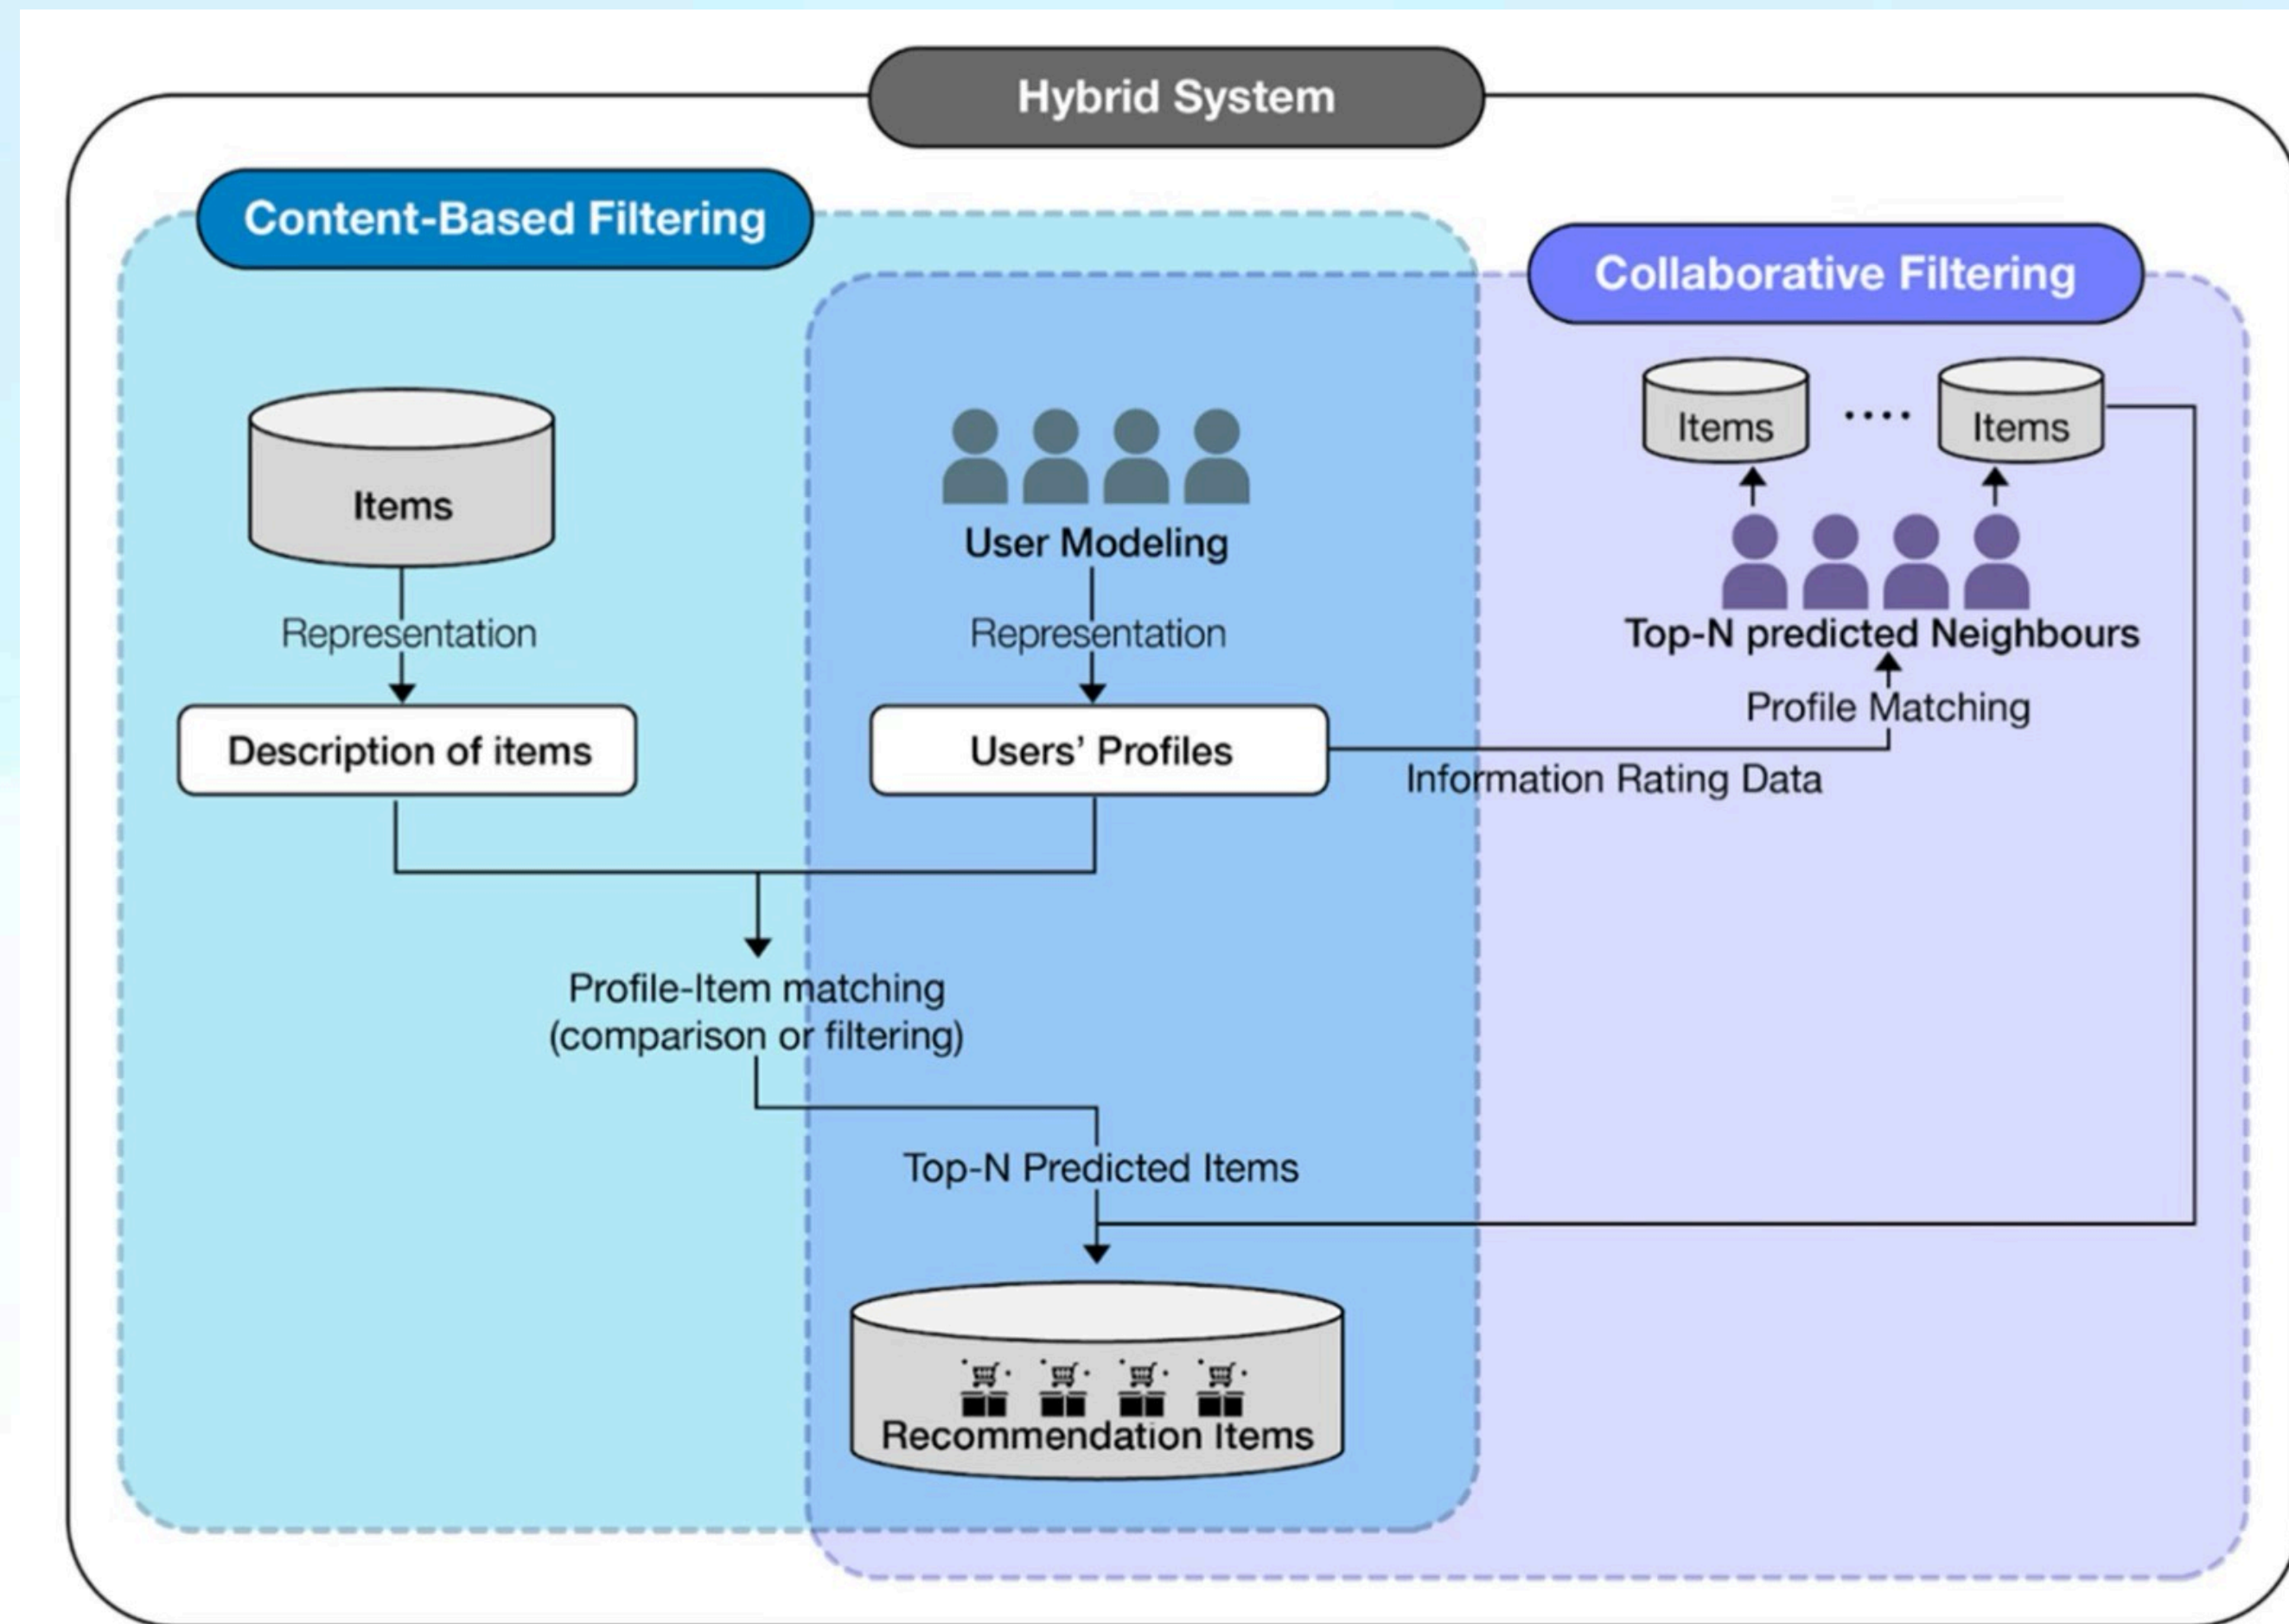 Hybrid System
Content-Based Filtering
Collaborative Filtering
Items
Items
....
Items
User Modeling
Representation
Representation
Top-N predicted Neighbours
Profile Matching
Description of items
Users' Profiles
Information Rating Data
Profile-Item matching
(comparison or filtering)
Top-N Predicted Items
Recommendation Items